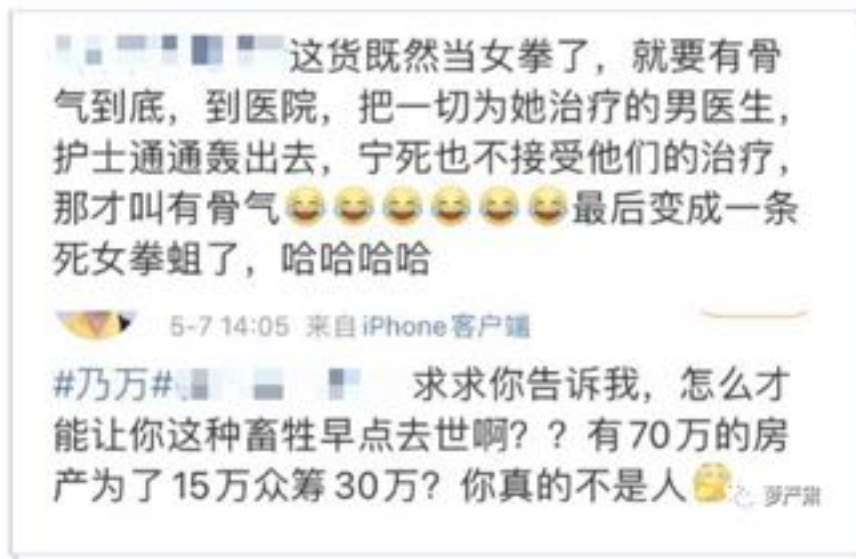 这货既然当女拳了，就要有骨
气到底，到医院，把一切为她治疗的男医生，
护士通通轰出去，宁死也不接受他们的治疗，
那才叫有骨气😂😂😂😂😂😂最后变成一条
死女拳蛆了，哈哈哈哈
5-7 14:05 来自iPhone客户端
#乃万# 求求你告诉我，怎么才
能让你这种畜牲早点去世啊？？有70万的房
产为了15万众筹30万？你真的不是人
萝严肃